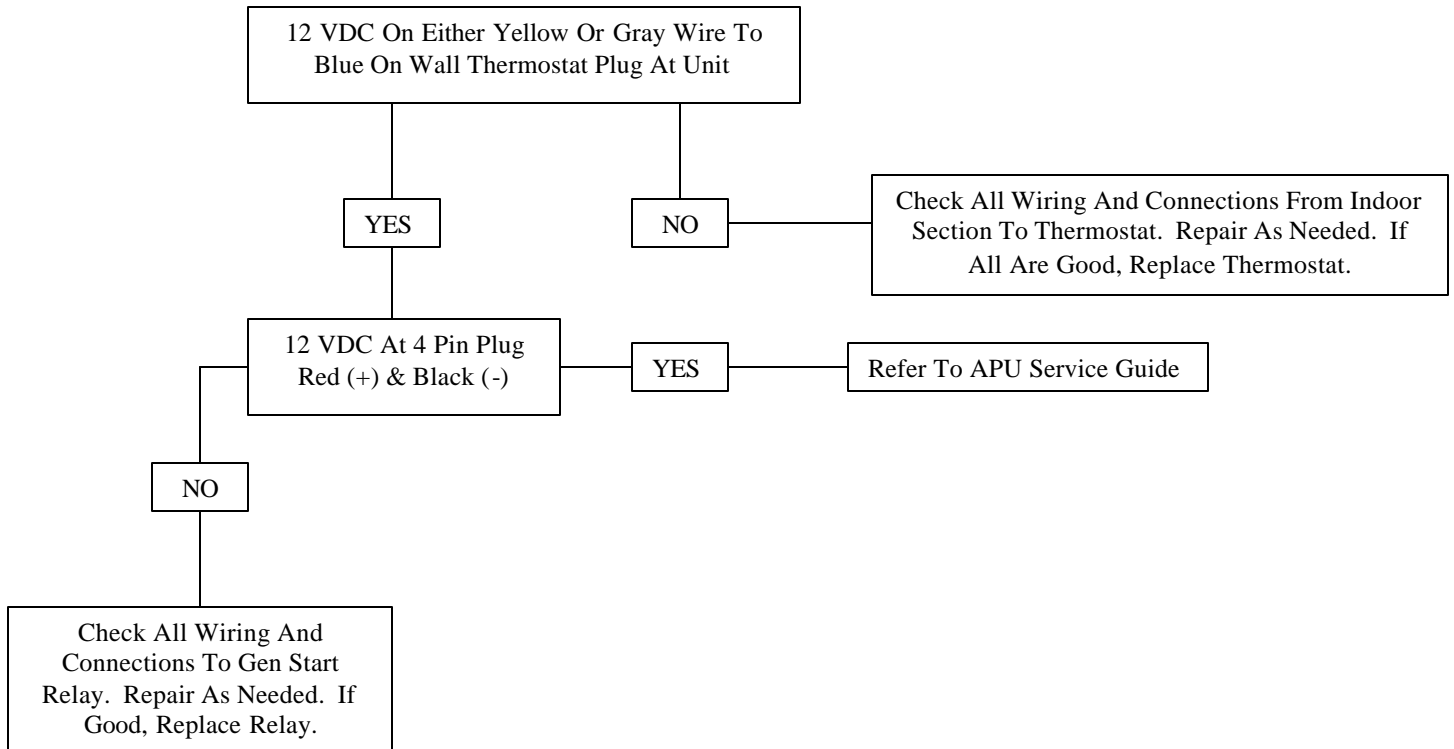 12 VDC On Either Yellow Or Gray Wire To
Blue On Wall Thermostat Plug At Unit
YES
NO
Check All Wiring And Connections From Indoor
Section To Thermostat. Repair As Needed. If
All Are Good, Replace Thermostat.
12 VDC At 4 Pin Plug
Red (+) & Black (-)
YES
Refer To APU Service Guide
NO
Check All Wiring And
Connections To Gen Start
Relay. Repair As Needed. If
Good, Replace Relay.